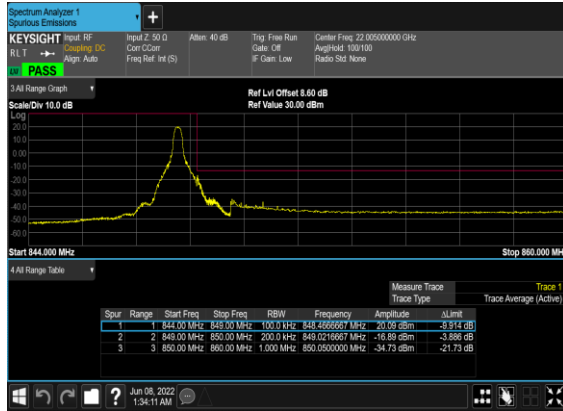 Spectrum Analyzer 1
Spurious Emissions
+
KEYSIGHT Input: RF Input Z: 50 Ω Atten: 40 dB Trig: Free Run Center Freq: 22.005000000 GHz
RLT Coupling: DC Corr CCorr Gate: Off Avg|Hold: 100/100
Align: Auto Freq Ref: Int (S) IF Gain: Low Radio Std: None
PASS
3 All Range Graph
Ref Lvl Offset 8.60 dB
Scale/Div 10.0 dB Ref Value 30.00 dBm
Log
20.0
10.0
0.00
-10.0
-20.0
-30.0
-40.0
-50.0
-60.0
Start 844.000 MHz Stop 860.000 MHz
4 All Range Table
Measure Trace Trace 1
Trace Type Trace Average (Active)
Spur Range Start Freq Stop Freq RBW Frequency Amplitude ΔLimit
1 1 844.00 MHz 849.00 MHz 100.0 kHz 848.4666667 MHz 20.09 dBm -9.914 dB
2 2 849.00 MHz 850.00 MHz 200.0 kHz 849.0216667 MHz -16.89 dBm -3.886 dB
3 3 850.00 MHz 860.00 MHz 1.000 MHz 850.0500000 MHz -34.73 dBm -21.73 dB
? Jun 08, 2022
1:34:11 AM